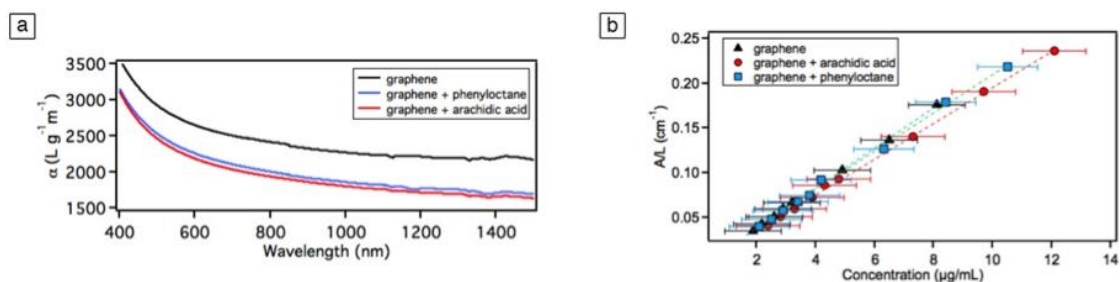 a
3500
3000
2500
2000
1500
α (L g⁻¹ m⁻¹)
graphene
graphene + phenyloctane
graphene + arachidic acid
400 600 800 1000 1200 1400
Wavelength (nm)
b
0.25
0.20
0.15
0.10
0.05
A/L (cm⁻¹)
graphene
graphene + arachidic acid
graphene + phenyloctane
2 4 6 8 10 12 14
Concentration (µg/mL)